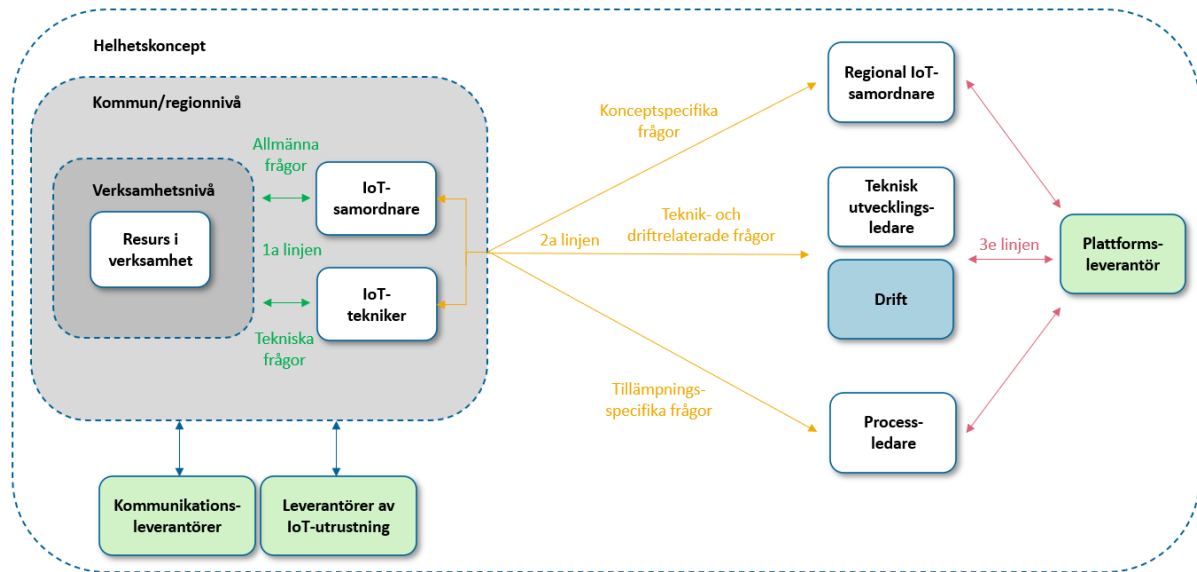 Helhetskoncept
Kommun/regionnivå
Verksamhetsnivå
Resurs i
verksamhet
Allmänna
frågor
1a linjen
Tekniska
frågor
IoT-
samordnare
IoT-
tekniker
Kommunikations-
leverantörer
Leverantörer av
IoT-utrustning
Konceptspecifika
frågor
2a linjen
Teknik- och
driftrelaterade frågor
Tillämpnings-
specifika frågor
Regional IoT-
samordnare
Teknisk
utvecklings-
ledare
Drift
Process-
ledare
3e linjen
Plattforms-
leverantör